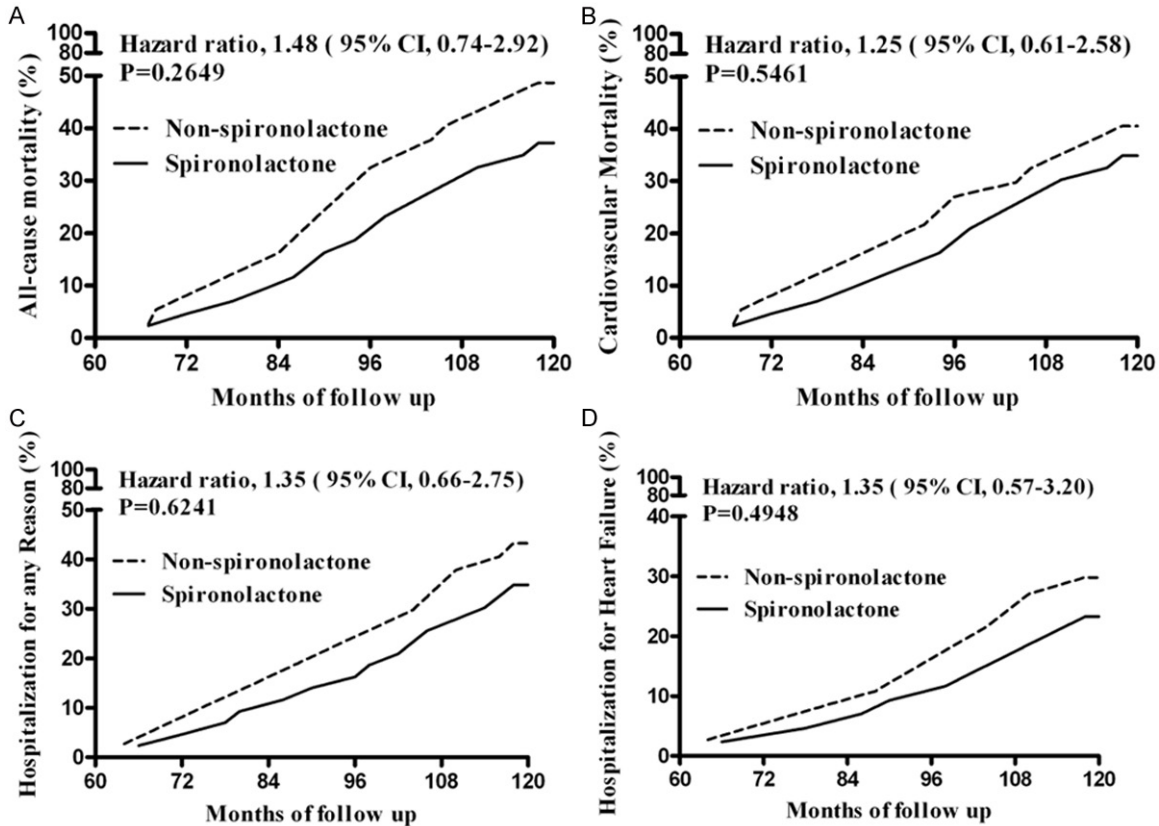 A
All-cause mortality (%)
100
80
50
40
30
20
10
0
Hazard ratio, 1.48 ( 95% CI, 0.74-2.92)
P=0.2649
Non-spironolactone
Spironolactone
60 72 84 96 108 120
Months of follow up
B
Cardiovascular Mortality (%)
100
80
50
40
30
20
10
0
Hazard ratio, 1.25 ( 95% CI, 0.61-2.58)
P=0.5461
Non-spironolactone
Spironolactone
60 72 84 96 108 120
Months of follow up
C
Hospitalization for any Reason (%)
100
80
50
40
30
20
10
0
Hazard ratio, 1.35 ( 95% CI, 0.66-2.75)
P=0.6241
Non-spironolactone
Spironolactone
60 72 84 96 108 120
Months of follow up
D
Hospitalization for Heart Failure (%)
100
80
40
30
20
10
0
Hazard ratio, 1.35 ( 95% CI, 0.57-3.20)
P=0.4948
Non-spironolactone
Spironolactone
60 72 84 96 108 120
Months of follow up